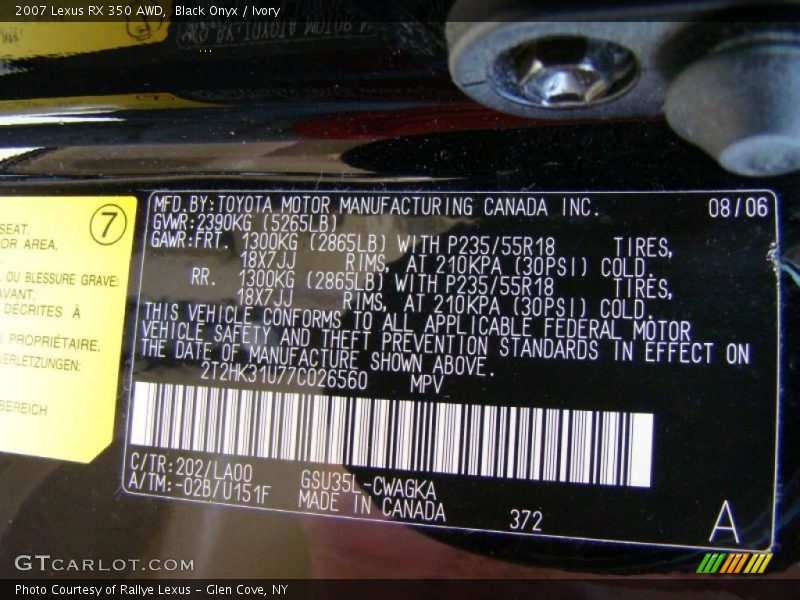 2007 Lexus RX 350 AWD, Black Onyx / Ivory
MFD.BY:TOYOTA MOTOR MANUFACTURING CANADA INC. 08/06
GVWR:2390KG (5265LB)
GAWR:FRT. 1300KG (2865LB) WITH P235/55R18 TIRES,
18X7JJ RIMS, AT 210KPA (30PSI) COLD.
RR. 1300KG (2865LB) WITH P235/55R18 TIRES,
18X7JJ RIMS, AT 210KPA (30PSI) COLD.
THIS VEHICLE CONFORMS TO ALL APPLICABLE FEDERAL MOTOR
VEHICLE SAFETY AND THEFT PREVENTION STANDARDS IN EFFECT ON
THE DATE OF MANUFACTURE SHOWN ABOVE.
2T2HK31U77C026560 MPV
C/TR:202/LA00 GSU35L-CWAGKA
A/TM:-02B/U151F MADE IN CANADA 372 A
7
SEAT.
OR AREA.
OU BLESSURE GRAVE:
AVANT.
DÉCRITES À
PROPRIÉTAIRE.
VERLETZUNGEN:
BEREICH
GTCARLOT.COM
Photo Courtesy of Rallye Lexus - Glen Cove, NY